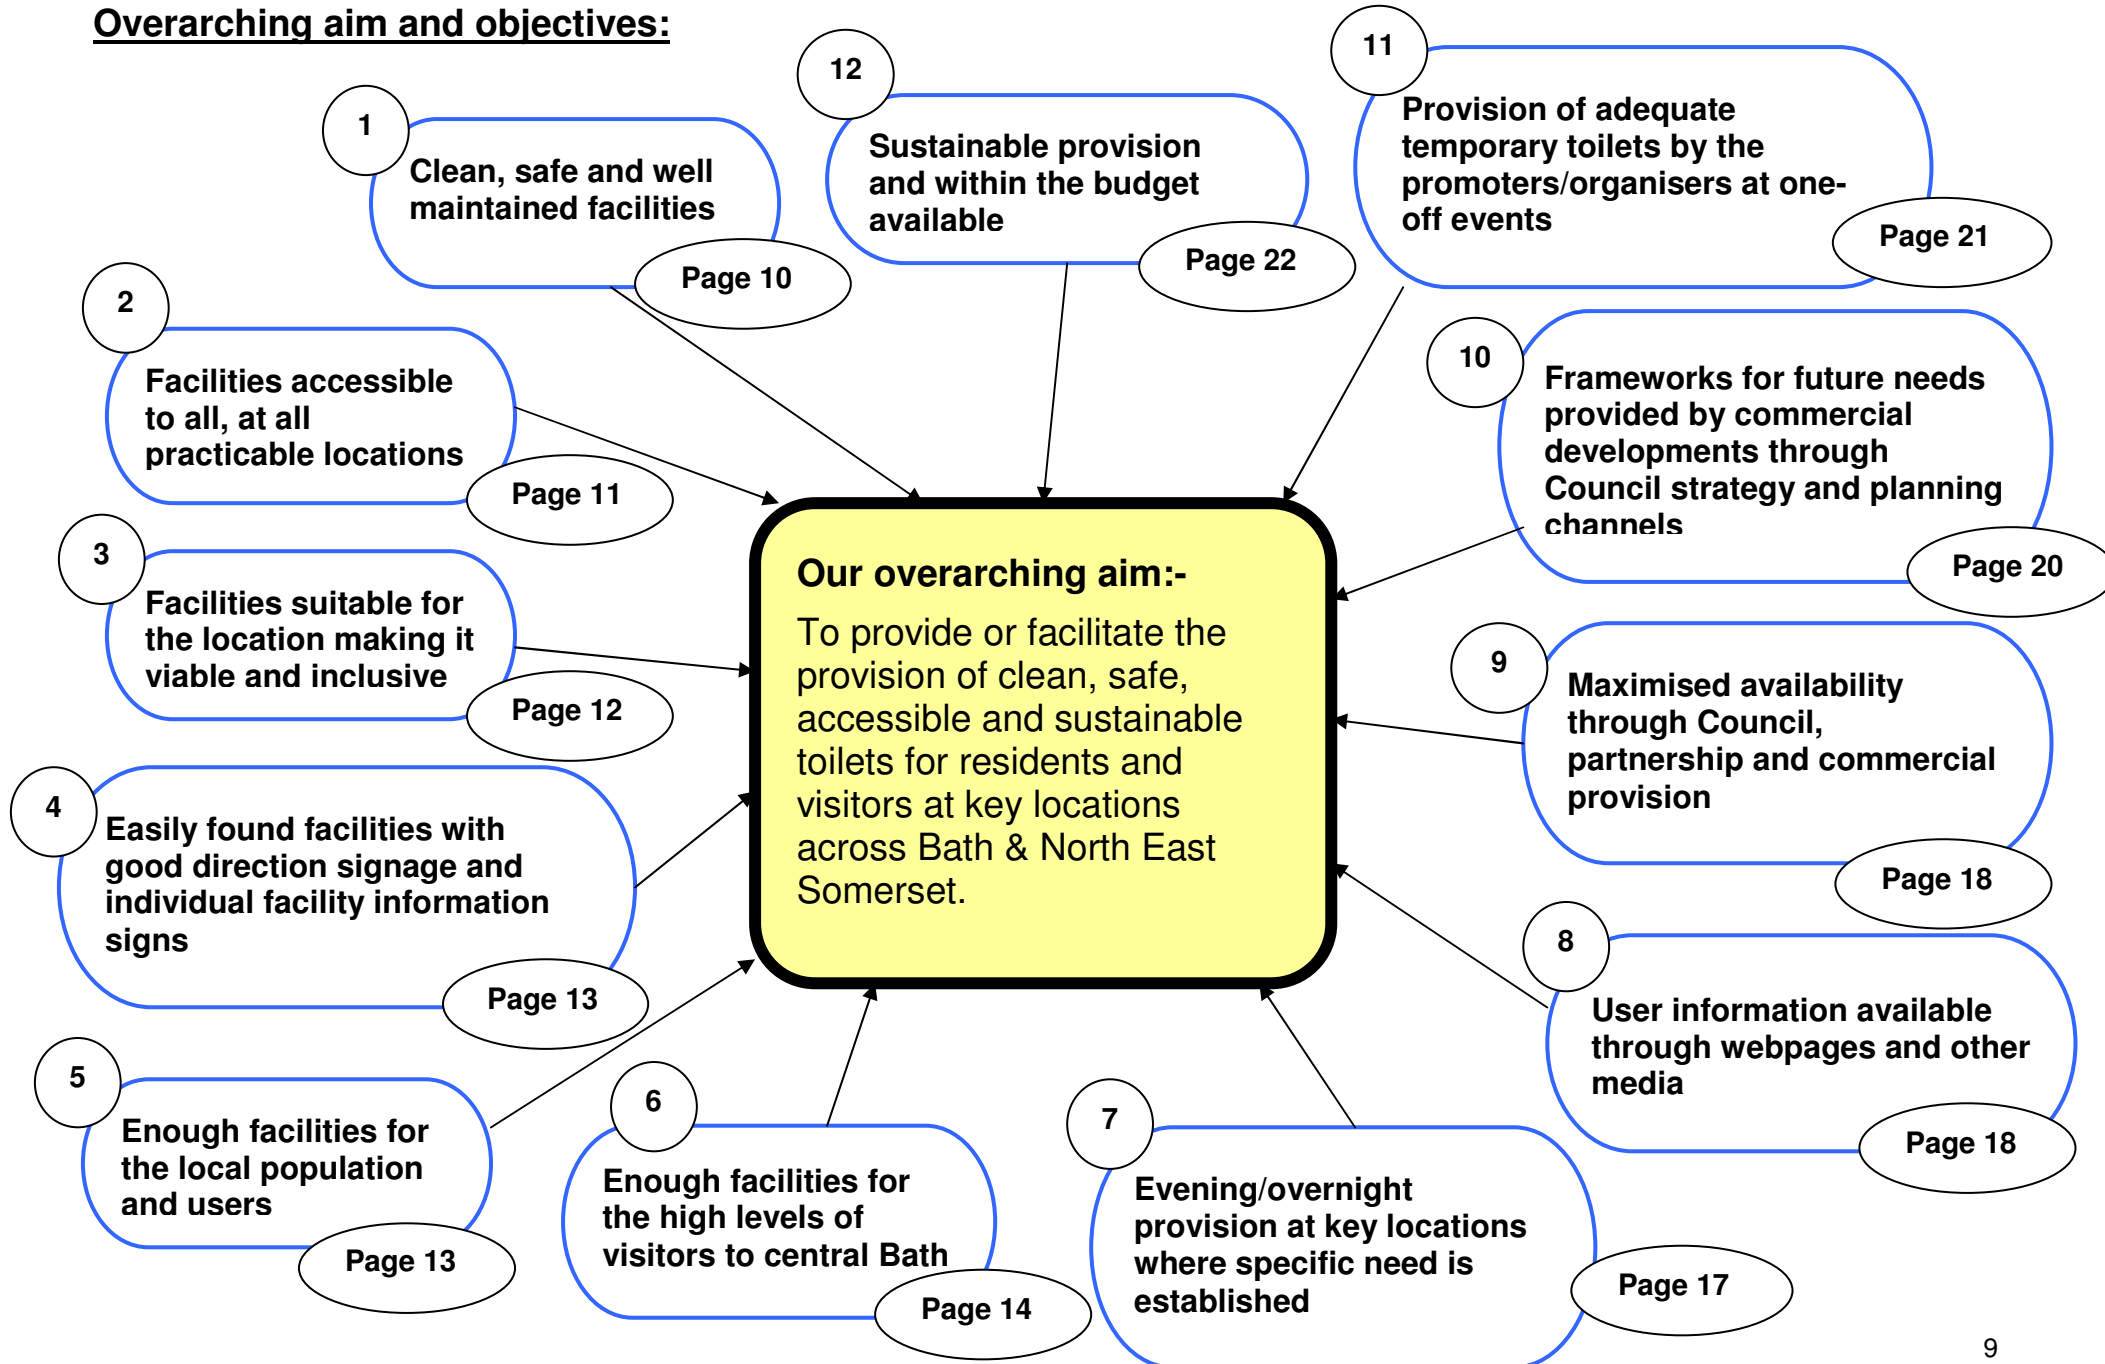 Overarching aim and objectives:
1
Clean, safe and well
maintained facilities
Page 10
2
Facilities accessible
to all, at all
practicable locations
Page 11
3
Facilities suitable for
the location making it
viable and inclusive
Page 12
4
Easily found facilities with
good direction signage and
individual facility information
signs
Page 13
5
Enough facilities for
the local population
and users
Page 13
6
Enough facilities for
the high levels of
visitors to central Bath
Page 14
7
Evening/overnight
provision at key locations
where specific need is
established
Page 17
8
User information available
through webpages and other
media
Page 18
9
Maximised availability
through Council,
partnership and commercial
provision
Page 18
10
Frameworks for future needs
provided by commercial
developments through
Council strategy and planning
channels
Page 20
11
Provision of adequate
temporary toilets by the
promoters/organisers at one-
off events
Page 21
12
Sustainable provision
and within the budget
available
Page 22
Our overarching aim:-
To provide or facilitate the
provision of clean, safe,
accessible and sustainable
toilets for residents and
visitors at key locations
across Bath & North East
Somerset.
9